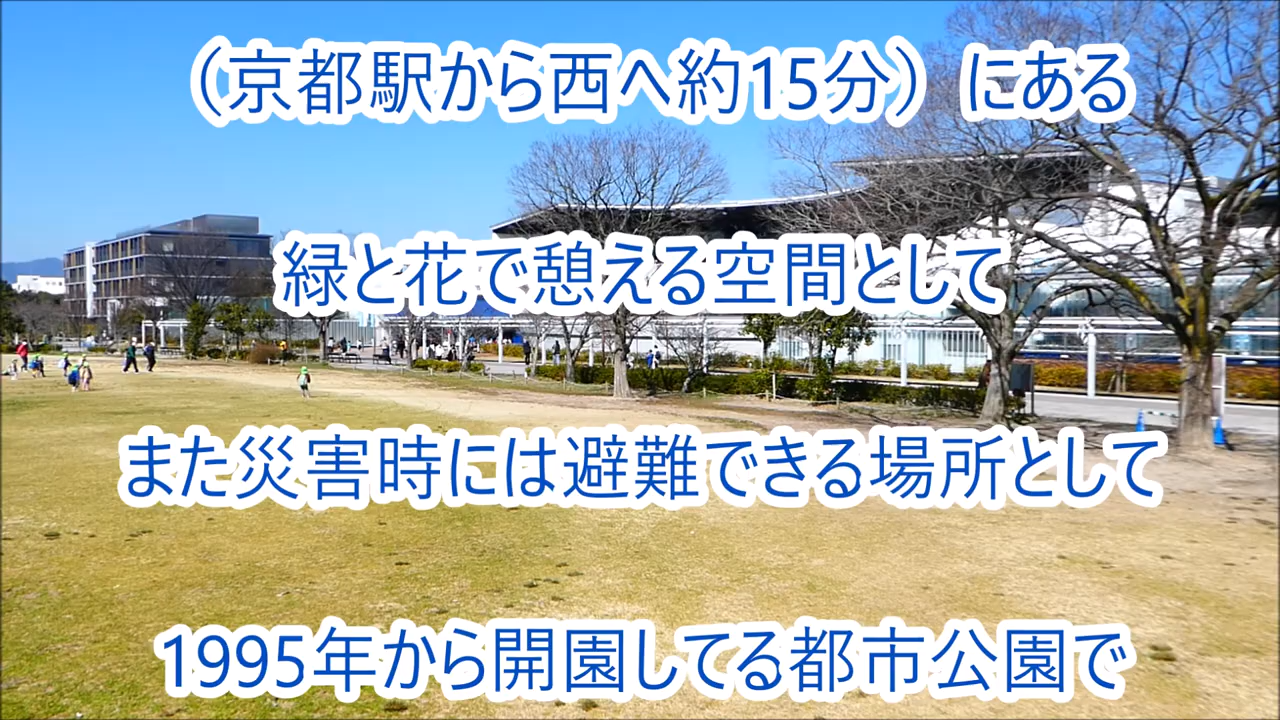 （京都駅から西へ約15分）にある
緑と花で憩える空間として
また災害時には避難できる場所として
1995年から開園してる都市公園で